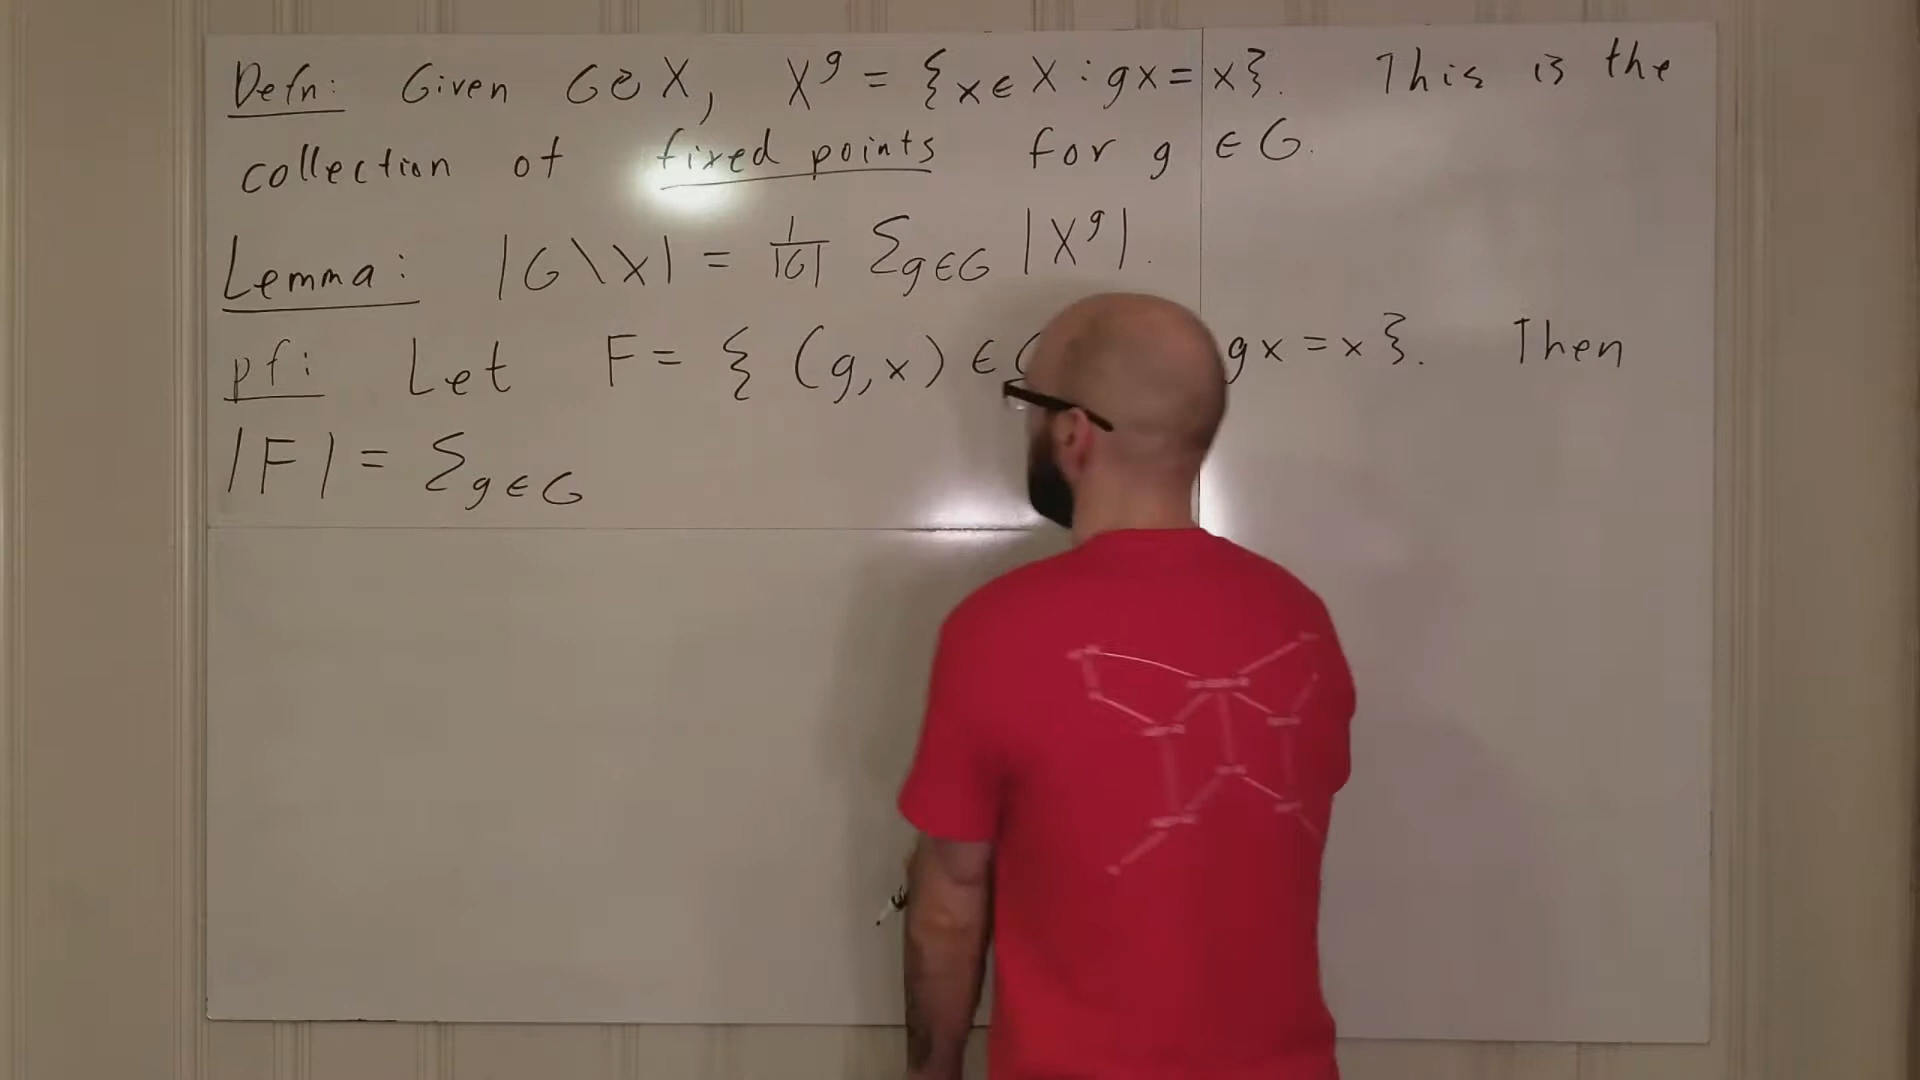 Defn: Given G⟳X, X^g = {x∈X : gx = x}. This is the
collection of fixed points for g ∈ G.
Lemma: |G\X| = 1/|G| Σ_{g∈G} |X^g|.
pf: Let F = { (g,x) ∈ gx = x }. Then
|F| = Σ_{g∈G}